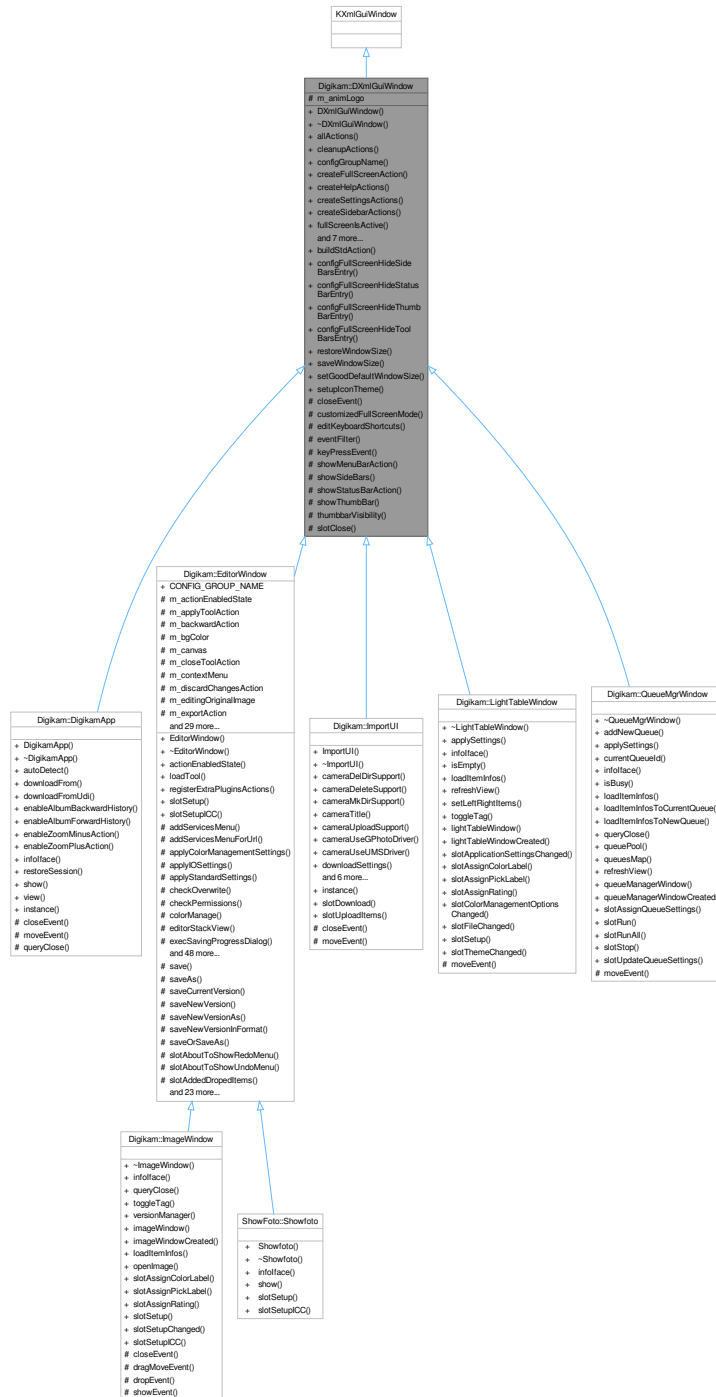 KXmlGuiWindow
Digikam::DXmlGuiWindow
# m_animLogo
+ DXmlGuiWindow()
+ ~DXmlGuiWindow()
+ allActions()
+ cleanupActions()
+ configGroupName()
+ createFullScreenAction()
+ createHelpActions()
+ createSettingsActions()
+ createSidebarActions()
+ fullScreenIsActive()
and 7 more...
+ buildStdAction()
+ configFullScreenHideSide
BarsEntry()
+ configFullScreenHideStatus
BarEntry()
+ configFullScreenHideThumb
BarEntry()
+ configFullScreenHideTool
BarsEntry()
+ restoreWindowSize()
+ saveWindowSize()
+ setGoodDefaultWindowSize()
+ setupIconTheme()
# closeEvent()
# customizedFullScreenMode()
# editKeyboardShortcuts()
# eventFilter()
# keyPressEvent()
# showMenuBarAction()
# showSideBars()
# showStatusBarAction()
# showThumbBar()
# thumbbarVisibility()
# slotClose()
Digikam::DigikamApp
+ DigikamApp()
+ ~DigikamApp()
+ autoDetect()
+ downloadFrom()
+ downloadFromUdi()
+ enableAlbumBackwardHistory()
+ enableAlbumForwardHistory()
+ enableZoomMinusAction()
+ enableZoomPlusAction()
+ infoIface()
+ restoreSession()
+ show()
+ view()
+ instance()
# closeEvent()
# moveEvent()
# queryClose()
Digikam::EditorWindow
+ CONFIG_GROUP_NAME
# m_actionEnabledState
# m_applyToolAction
# m_backwardAction
# m_bgColor
# m_canvas
# m_closeToolAction
# m_contextMenu
# m_discardChangesAction
# m_editingOriginalImage
# m_exportAction
and 29 more...
+ EditorWindow()
+ ~EditorWindow()
+ actionEnabledState()
+ loadTool()
+ registerExtraPluginsActions()
+ slotSetup()
+ slotSetupICC()
# addServicesMenu()
# addServicesMenuForUrl()
# applyColorManagementSettings()
# applyIOSettings()
# applyStandardSettings()
# checkOverwrite()
# checkPermissions()
# colorManage()
# editorStackView()
# execSavingProgressDialog()
and 48 more...
# save()
# saveAs()
# saveCurrentVersion()
# saveNewVersion()
# saveNewVersionAs()
# saveNewVersionInFormat()
# saveOrSaveAs()
# slotAboutToShowRedoMenu()
# slotAboutToShowUndoMenu()
# slotAddedDropedItems()
and 23 more...
Digikam::ImportUI
+ ImportUI()
+ ~ImportUI()
+ cameraDelDirSupport()
+ cameraDeleteSupport()
+ cameraMkDirSupport()
+ cameraTitle()
+ cameraUploadSupport()
+ cameraUseGPhotoDriver()
+ cameraUseUMSDriver()
+ downloadSettings()
and 6 more...
+ instance()
+ slotDownload()
+ slotUploadItems()
# closeEvent()
# moveEvent()
Digikam::LightTableWindow
+ ~LightTableWindow()
+ applySettings()
+ infoIface()
+ isEmpty()
+ loadItemInfos()
+ refreshView()
+ setLeftRightItems()
+ toggleTag()
+ lightTableWindow()
+ lightTableWindowCreated()
+ slotApplicationSettingsChanged()
+ slotAssignColorLabel()
+ slotAssignPickLabel()
+ slotAssignRating()
+ slotColorManagementOptions
Changed()
+ slotFileChanged()
+ slotSetup()
+ slotThemeChanged()
# moveEvent()
Digikam::QueueMgrWindow
+ ~QueueMgrWindow()
+ addNewQueue()
+ applySettings()
+ currentQueueId()
+ infoIface()
+ isBusy()
+ loadItemInfos()
+ loadItemInfosToCurrentQueue()
+ loadItemInfosToNewQueue()
+ queryClose()
+ queuePool()
+ queuesMap()
+ refreshView()
+ queueManagerWindow()
+ queueManagerWindowCreated()
+ slotAssignQueueSettings()
+ slotRun()
+ slotRunAll()
+ slotStop()
+ slotUpdateQueueSettings()
# moveEvent()
Digikam::ImageWindow
+ ~ImageWindow()
+ infoIface()
+ queryClose()
+ toggleTag()
+ versionManager()
+ imageWindow()
+ imageWindowCreated()
+ loadItemInfos()
+ openImage()
+ slotAssignColorLabel()
+ slotAssignPickLabel()
+ slotAssignRating()
+ slotSetup()
+ slotSetupChanged()
+ slotSetupICC()
# closeEvent()
# dragMoveEvent()
# dropEvent()
# showEvent()
ShowFoto::Showfoto
+ Showfoto()
+ ~Showfoto()
+ infoIface()
+ show()
+ slotSetup()
+ slotSetupICC()